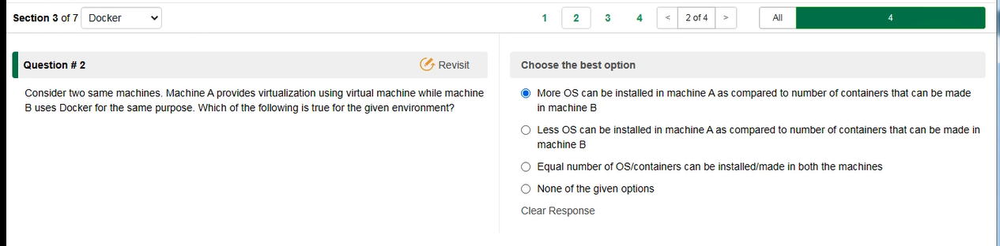 Section 3 of 7 Docker 1 2 3 4 < 2 of 4 > All 4
Question # 2 Revisit
Consider two same machines. Machine A provides virtualization using virtual machine while machine
B uses Docker for the same purpose. Which of the following is true for the given environment?
Choose the best option
More OS can be installed in machine A as compared to number of containers that can be made
in machine B
Less OS can be installed in machine A as compared to number of containers that can be made in
machine B
Equal number of OS/containers can be installed/made in both the machines
None of the given options
Clear Response